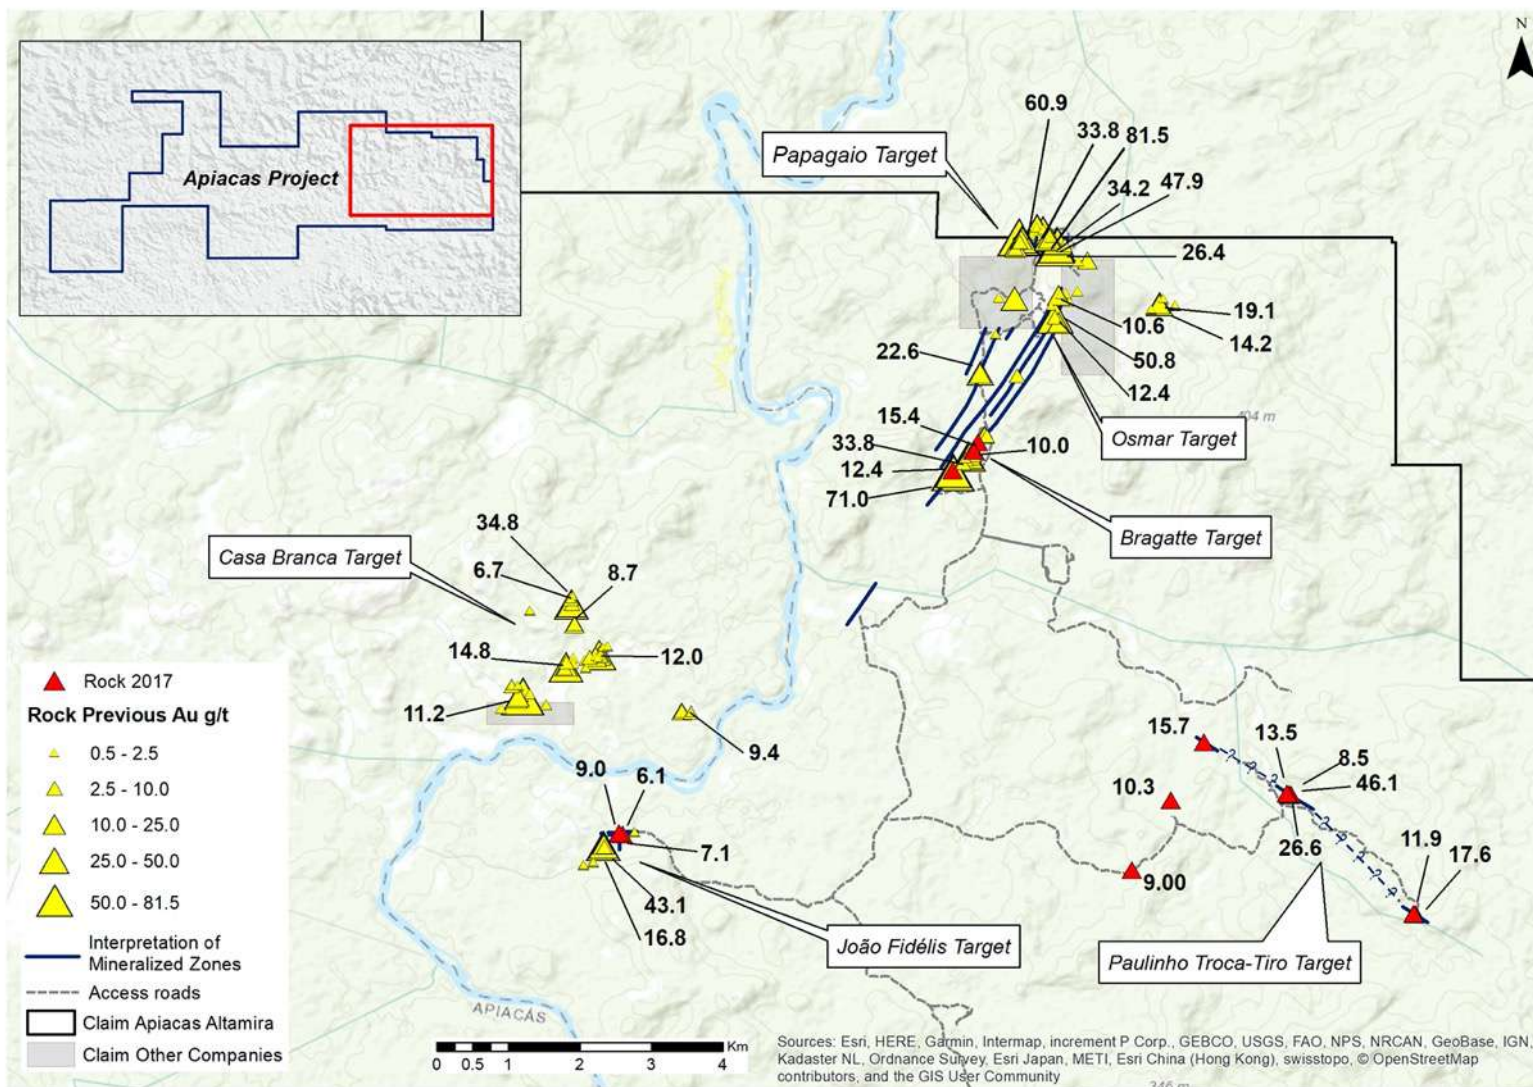 N
Apiacas Project
Papagaio Target
60.9
33.8
81.5
34.2
47.9
26.4
19.1
14.2
10.6
50.8
12.4
22.6
15.4
33.8
12.4
71.0
10.0
404 m
Osmar Target
Bragatte Target
Casa Branca Target
34.8
6.7
8.7
14.8
12.0
11.2
9.4
9.0
6.1
7.1
43.1
16.8
João Fidélis Target
15.7
13.5
8.5
46.1
10.3
26.6
11.9
17.6
9.00
? ? ? ? ? ? ?
Paulinho Troca-Tiro Target
Rock 2017
Rock Previous Au g/t
0.5 - 2.5
2.5 - 10.0
10.0 - 25.0
25.0 - 50.0
50.0 - 81.5
Interpretation of
Mineralized Zones
Access roads
Claim Apiacas Altamira
Claim Other Companies
APIACÁS
Km
0 0.5 1 2 3 4
Sources: Esri, HERE, Garmin, Intermap, increment P Corp., GEBCO, USGS, FAO, NPS, NRCAN, GeoBase, IGN,
Kadaster NL, Ordnance Survey, Esri Japan, METI, Esri China (Hong Kong), swisstopo, © OpenStreetMap
contributors, and the GIS User Community
346 m